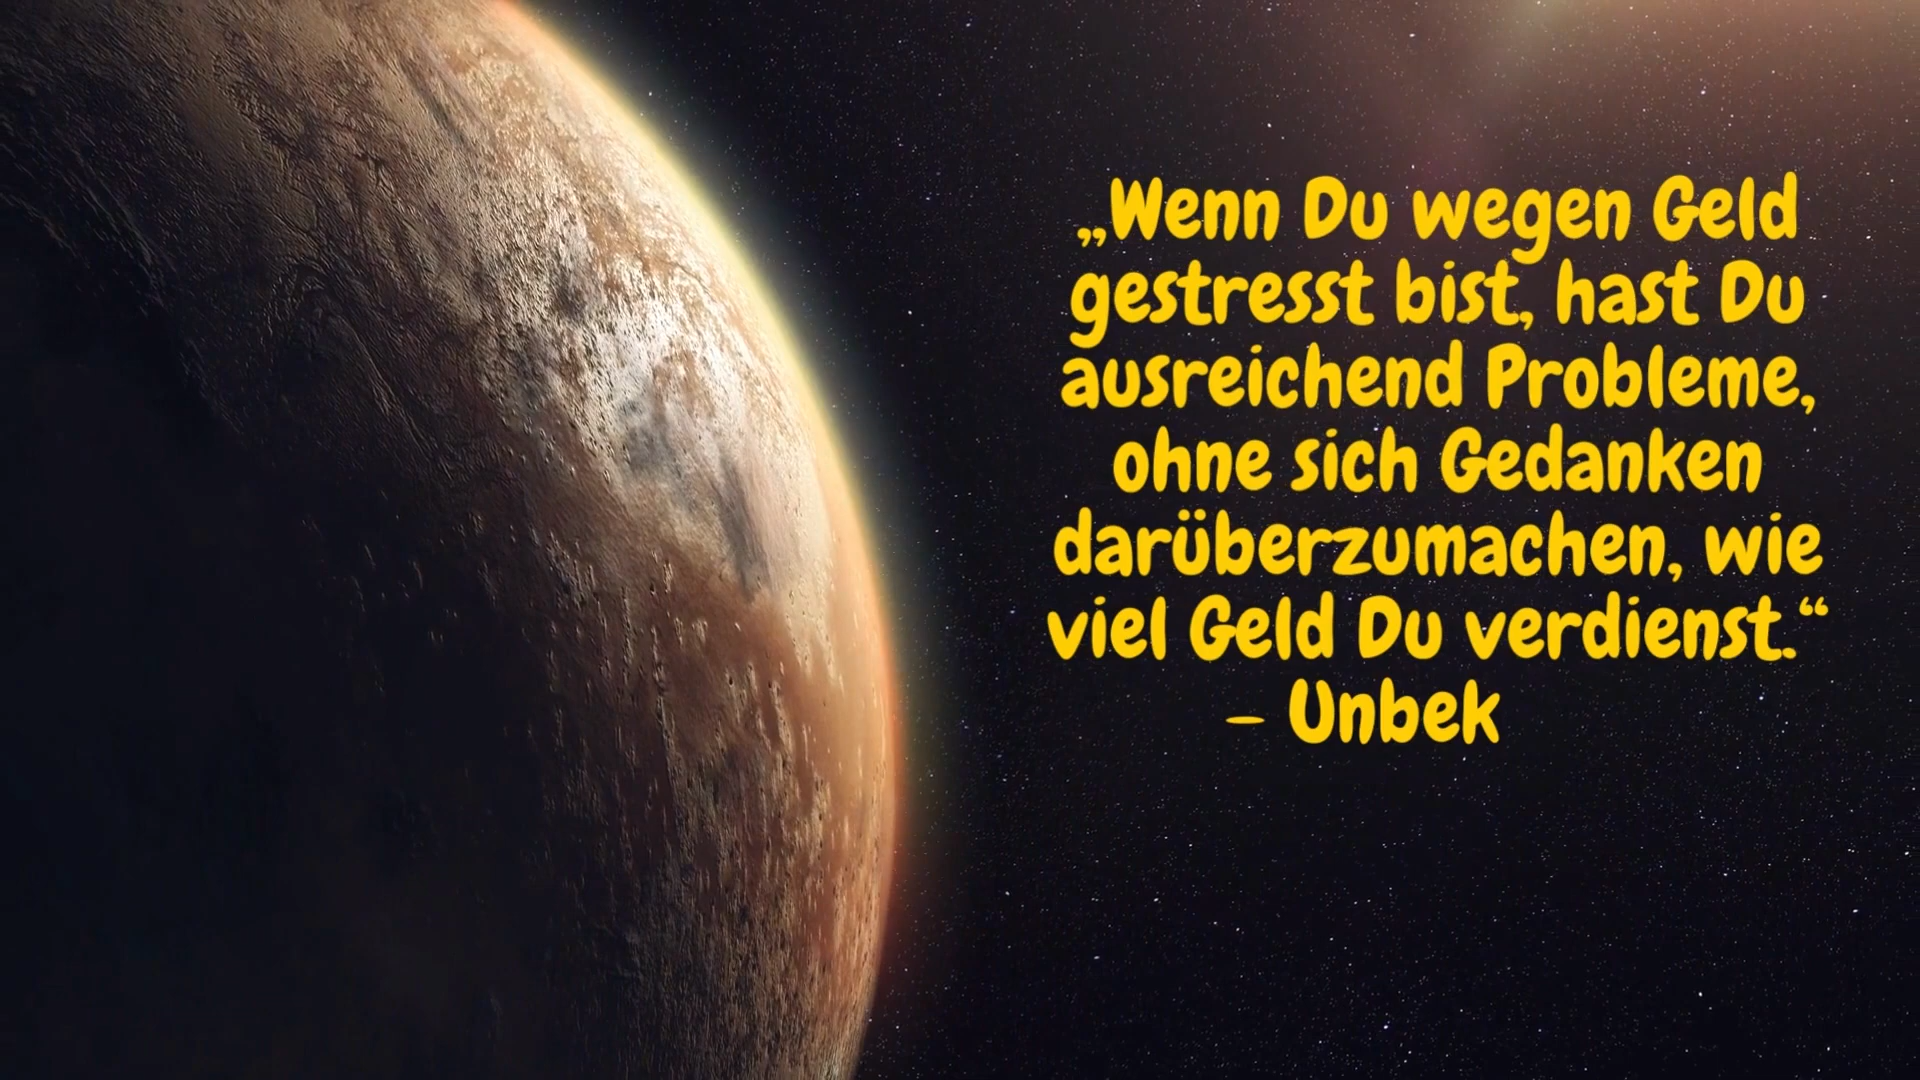 „Wenn Du wegen Geld
gestresst bist, hast Du
ausreichend Probleme,
ohne sich Gedanken
darüberzumachen, wie
viel Geld Du verdienst.“
– Unbek